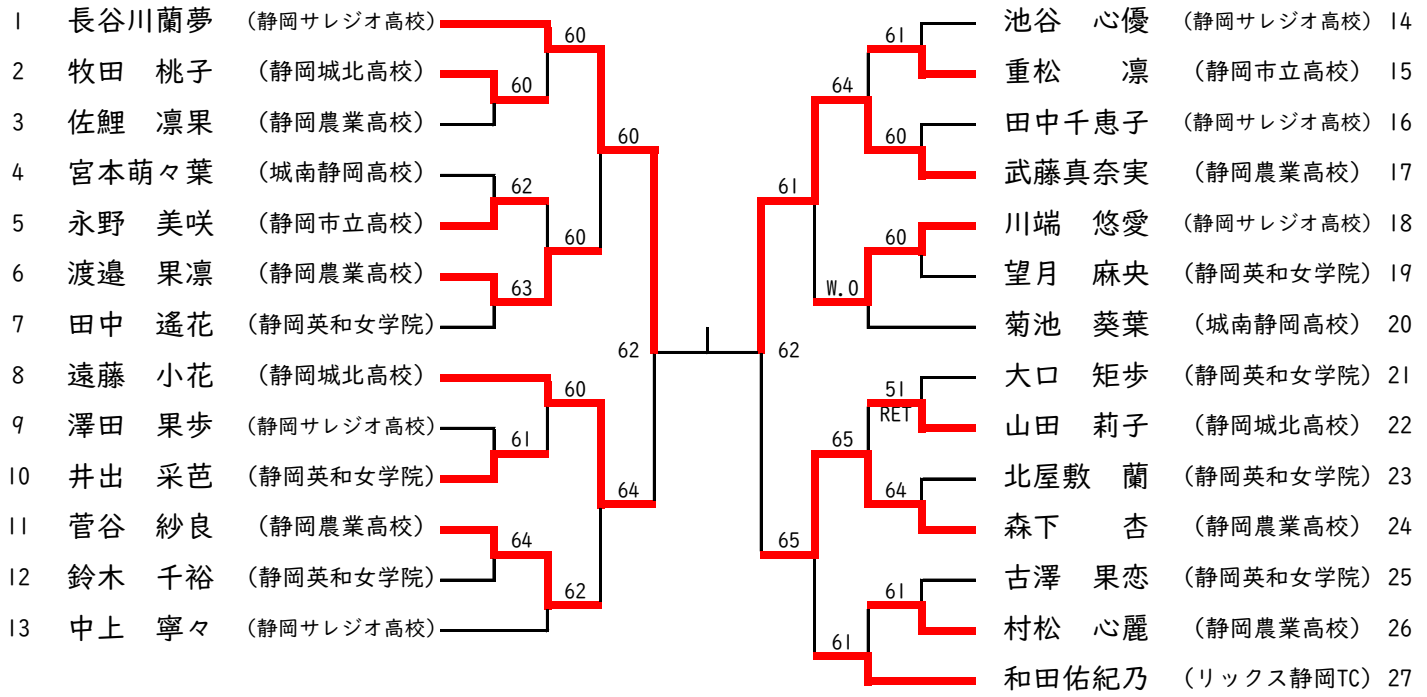 1 長谷川蘭夢 (静岡サレジオ高校)
2 牧田 桃子 (静岡城北高校)
3 佐鯉 凛果 (静岡農業高校)
4 宮本萌々葉 (城南静岡高校)
5 永野 美咲 (静岡市立高校)
6 渡邉 果凛 (静岡農業高校)
7 田中 遙花 (静岡英和女学院)
8 遠藤 小花 (静岡城北高校)
9 澤田 果歩 (静岡サレジオ高校)
10 井出 采芭 (静岡英和女学院)
11 菅谷 紗良 (静岡農業高校)
12 鈴木 千裕 (静岡英和女学院)
13 中上 寧々 (静岡サレジオ高校)
60
60
60
62
60
63
62
60
61
64
64
62
61
64
60
61
60
W.O
62
51
RET
65
64
65
61
61
池谷 心優 (静岡サレジオ高校) 14
重松 凛 (静岡市立高校) 15
田中千恵子 (静岡サレジオ高校) 16
武藤真奈実 (静岡農業高校) 17
川端 悠愛 (静岡サレジオ高校) 18
望月 麻央 (静岡英和女学院) 19
菊池 葵葉 (城南静岡高校) 20
大口 矩歩 (静岡英和女学院) 21
山田 莉子 (静岡城北高校) 22
北屋敷 蘭 (静岡英和女学院) 23
森下 杏 (静岡農業高校) 24
古澤 果恋 (静岡英和女学院) 25
村松 心麗 (静岡農業高校) 26
和田佑紀乃 (リックス静岡TC) 27